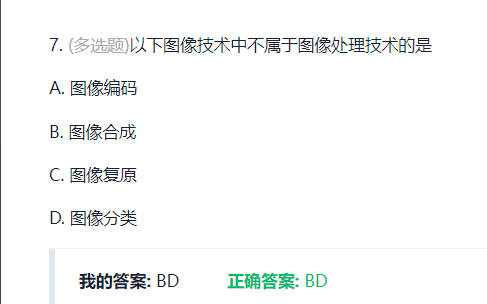 7. (多选题)以下图像技术中不属于图像处理技术的是
A. 图像编码
B. 图像合成
C. 图像复原
D. 图像分类
我的答案: BD 正确答案: BD